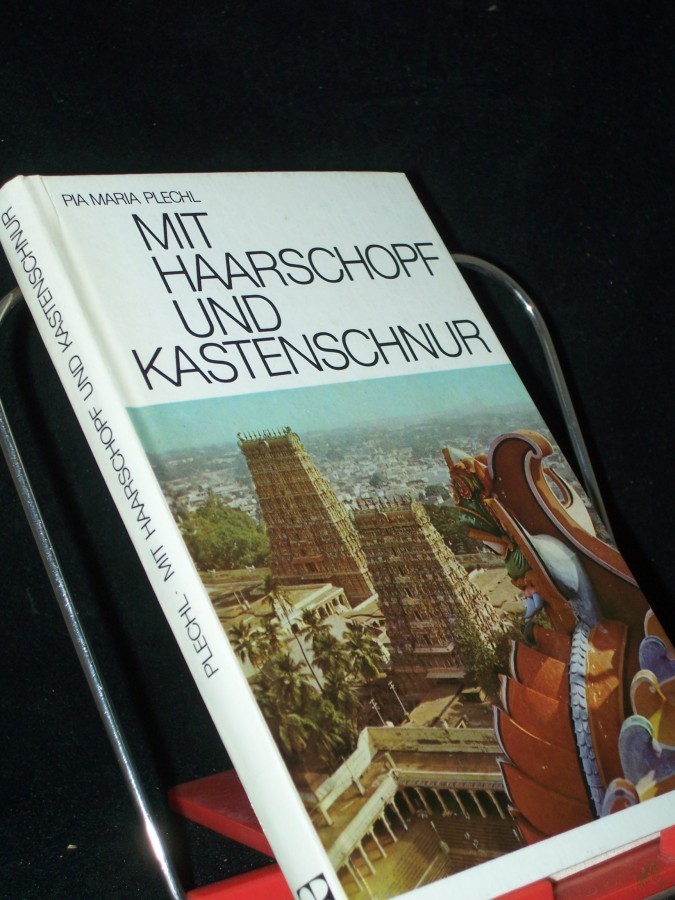 PIA MARIA PLECHL
MIT
HAARSCHOPF
UND
KASTENSCHNUR
PLECHL · MIT HAARSCHOPF UND KASTENSCHNUR
e